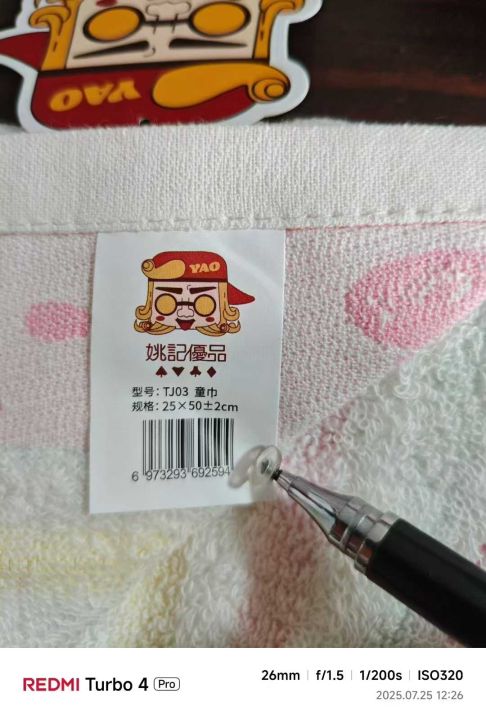 YAO
YAO
姚記優品
♠♥♣♦
型号：TJ03 童巾
规格：25×50±2cm
6 973293 692594
REDMI Turbo 4 Pro
26mm | f/1.5 | 1/200s | ISO320
2025.07.25 12:26